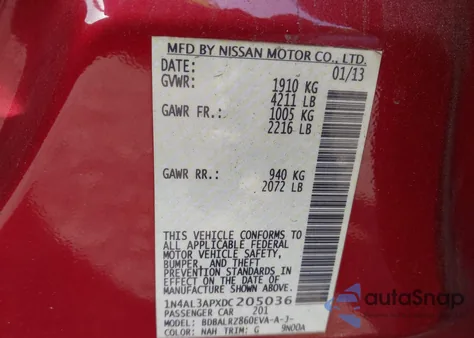 MFD BY NISSAN MOTOR CO., LTD.
DATE: 01/13
GVWR: 1910 KG
4211 LB
GAWR FR.: 1005 KG
2216 LB
GAWR RR.: 940 KG
2072 LB
THIS VEHICLE CONFORMS TO
ALL APPLICABLE FEDERAL
MOTOR VEHICLE SAFETY,
BUMPER, AND THEFT
PREVENTION STANDARDS
IN EFFECT ON THE DATE OF
MANUFACTURE SHOWN ABOVE.
1N4AL3APXDC205036
PASSENGER CAR 201
MODEL: BDBALRZ860EVA-A-J-
COLOR: NAH TRIM: G 9N00A
autoSnap